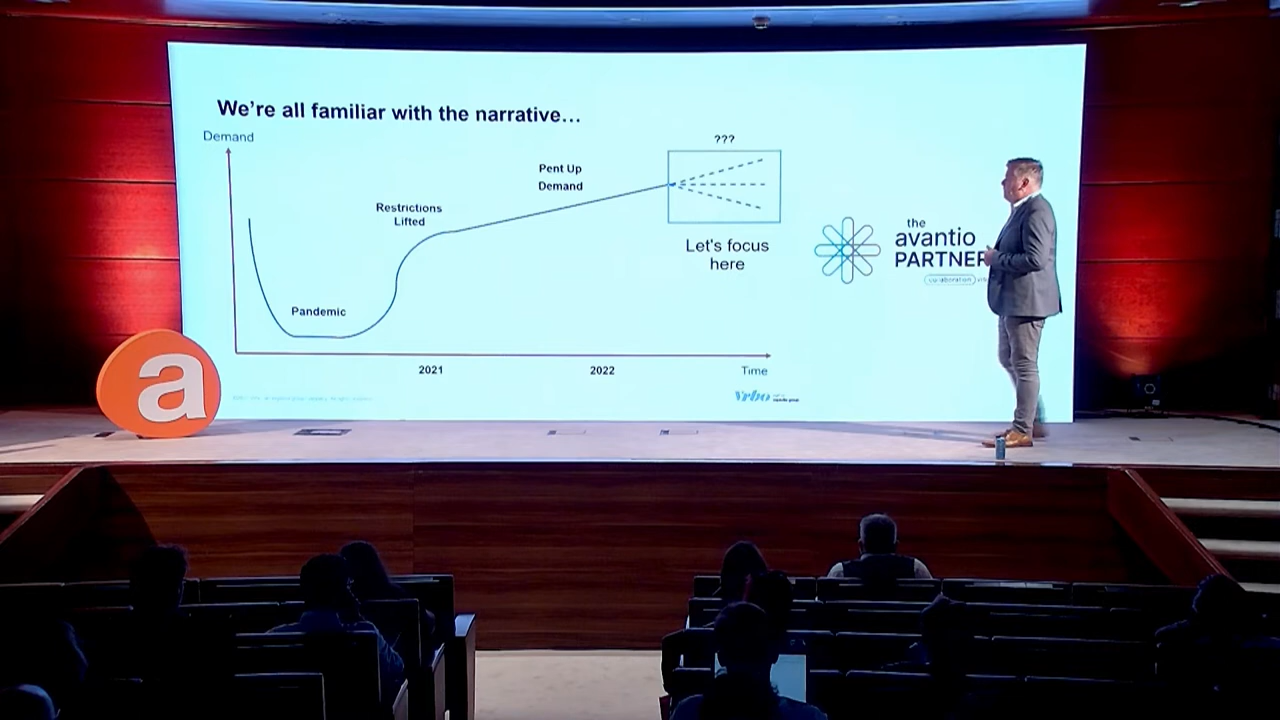 We're all familiar with the narrative...
Demand
???
Pent Up
Demand
Restrictions
Lifted
Let's focus
here
Pandemic
2021
2022
Time
Vrbo
the
avantio
PARTNER
collaboration
a